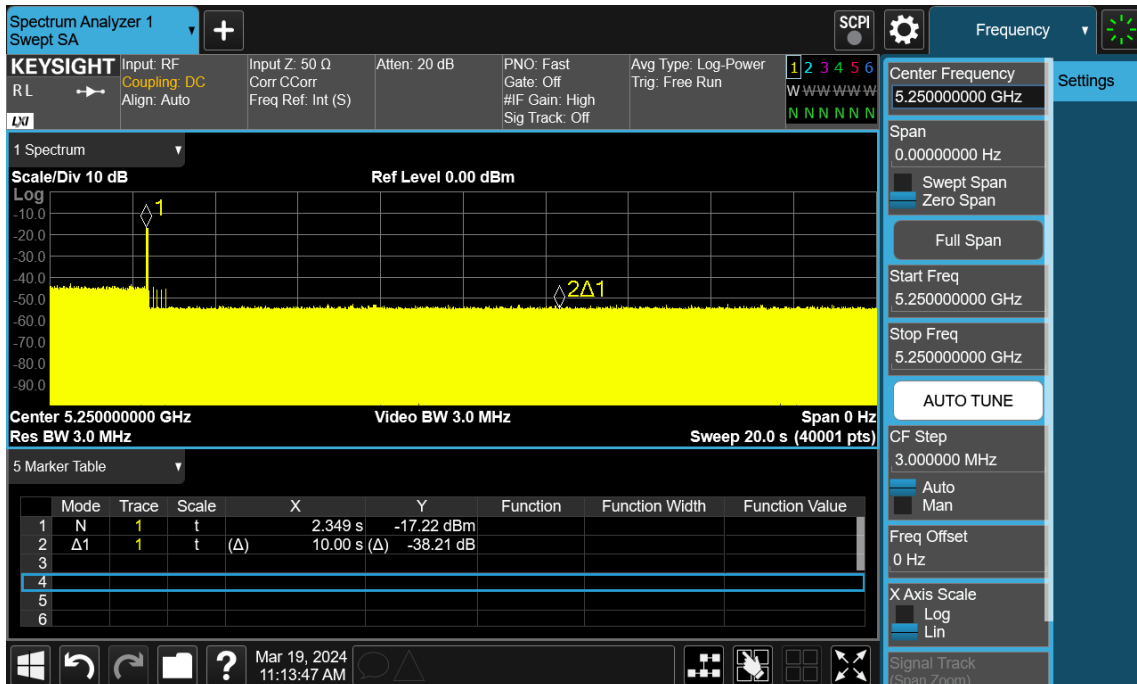 Spectrum Analyzer 1
Swept SA
+
SCPI
Frequency
KEYSIGHT
RL
LXI
Input: RF
Coupling: DC
Align: Auto
Input Z: 50 Ω
Corr CCorr
Freq Ref: Int (S)
Atten: 20 dB
PNO: Fast
Gate: Off
#IF Gain: High
Sig Track: Off
Avg Type: Log-Power
Trig: Free Run
1 2 3 4 5 6
W W W W W W
N N N N N N
1 Spectrum
Scale/Div 10 dB
Ref Level 0.00 dBm
Log
-10.0
-20.0
-30.0
-40.0
-50.0
-60.0
-70.0
-80.0
-90.0
1
2Δ1
Center 5.250000000 GHz
Video BW 3.0 MHz
Span 0 Hz
Res BW 3.0 MHz
Sweep 20.0 s (40001 pts)
5 Marker Table
Mode Trace Scale X Y Function Function Width Function Value
1 N 1 t 2.349 s -17.22 dBm
2 Δ1 1 t (Δ) 10.00 s (Δ) -38.21 dB
3
4
5
6
?
Mar 19, 2024
11:13:47 AM
Center Frequency
5.250000000 GHz
Span
0.00000000 Hz
Swept Span
Zero Span
Full Span
Start Freq
5.250000000 GHz
Stop Freq
5.250000000 GHz
AUTO TUNE
CF Step
3.000000 MHz
Auto
Man
Freq Offset
0 Hz
X Axis Scale
Log
Lin
Signal Track
(Span Zoom)
Settings